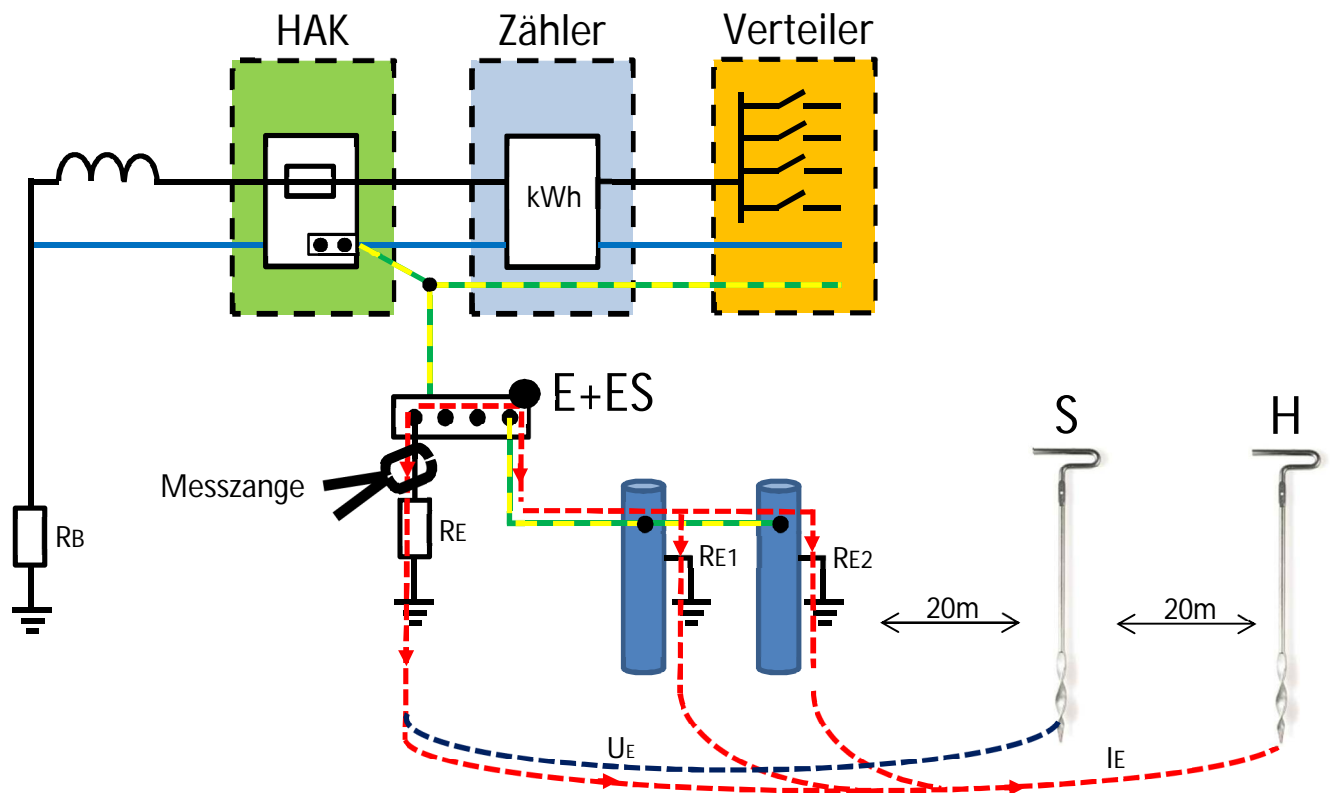 HAK
Zähler
Verteiler
kWh
E+ES
S
H
Messzange
RB
RE
RE1
RE2
20m
20m
UE
IE